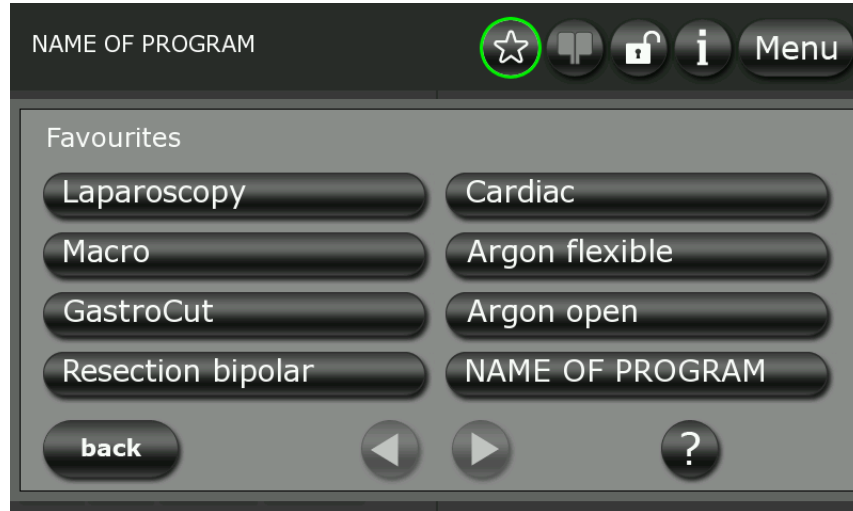 NAME OF PROGRAM
i
Menu
Favourites
Laparoscopy
Cardiac
Macro
Argon flexible
GastroCut
Argon open
Resection bipolar
NAME OF PROGRAM
back
?